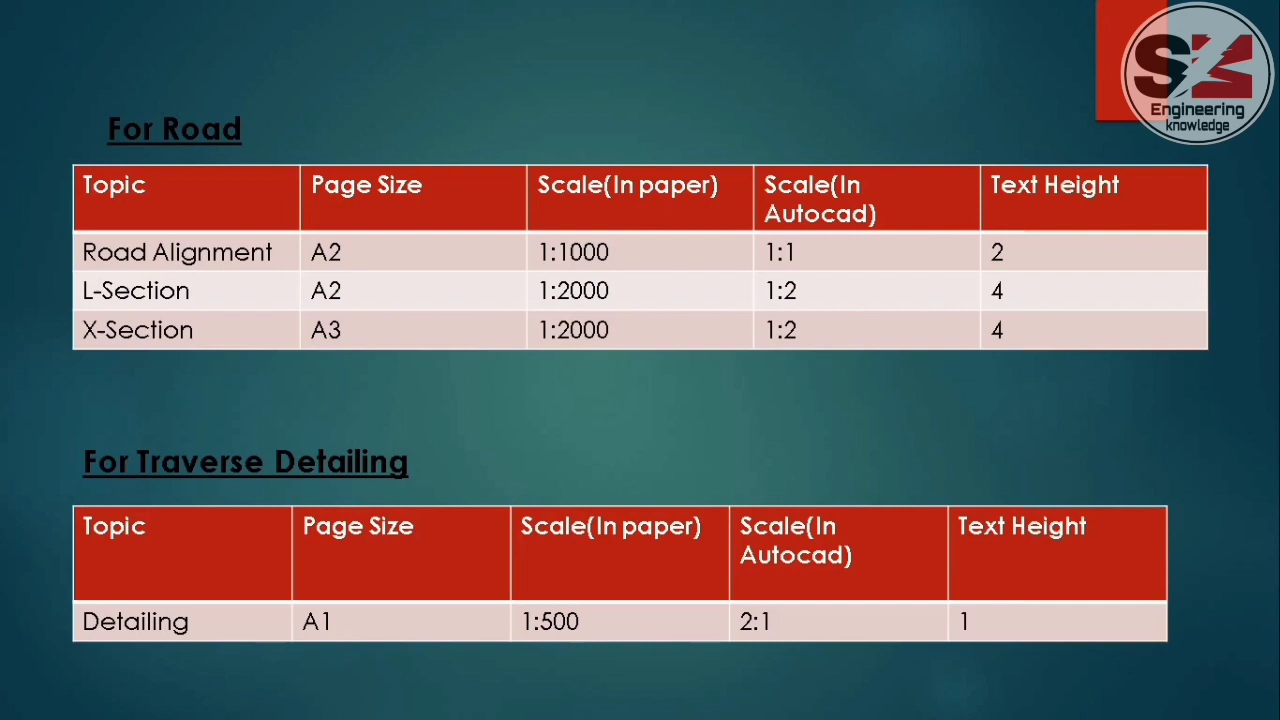 SZ
Engineering
knowledge
For Road
Topic Page Size Scale(In paper) Scale(In Autocad) Text Height
Road Alignment A2 1:1000 1:1 2
L-Section A2 1:2000 1:2 4
X-Section A3 1:2000 1:2 4
For Traverse Detailing
Topic Page Size Scale(In paper) Scale(In Autocad) Text Height
Detailing A1 1:500 2:1 1